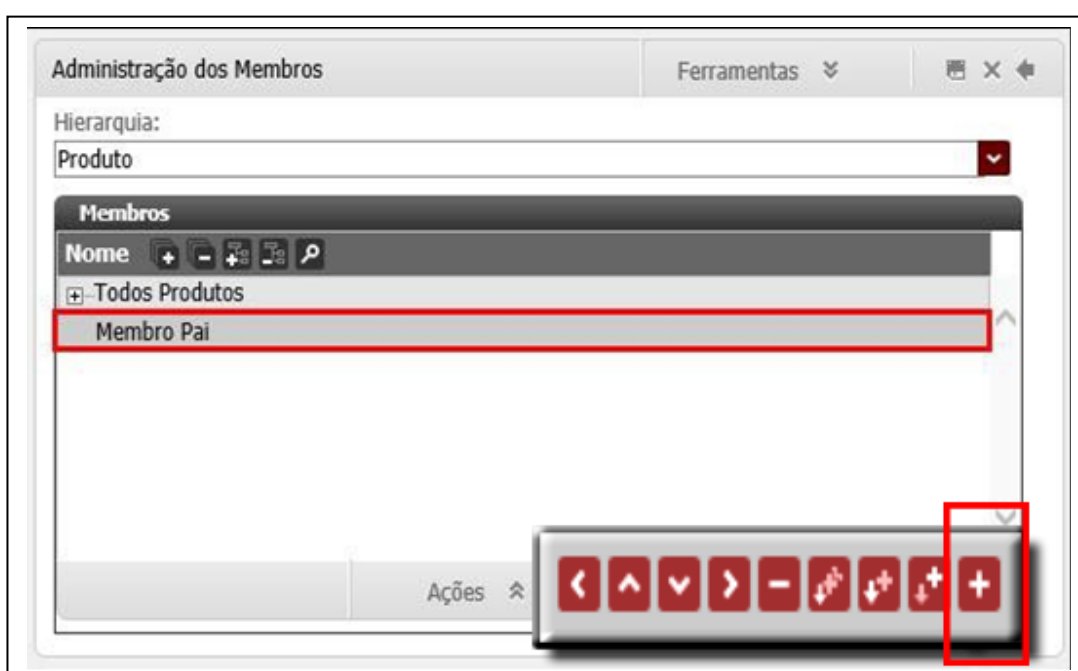 Administração dos Membros
Ferramentas
Hierarquia:
Produto
Membros
Nome
Todos Produtos
Membro Pai
Ações